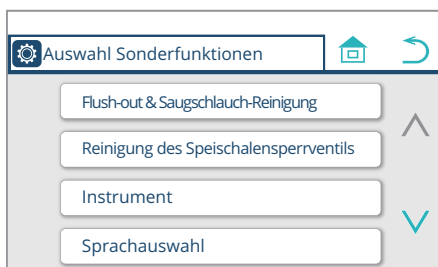 Auswahl Sonderfunktionen
Flush-out & Saugschlauch-Reinigung
Reinigung des Speischalensperrventils
Instrument
Sprachauswahl